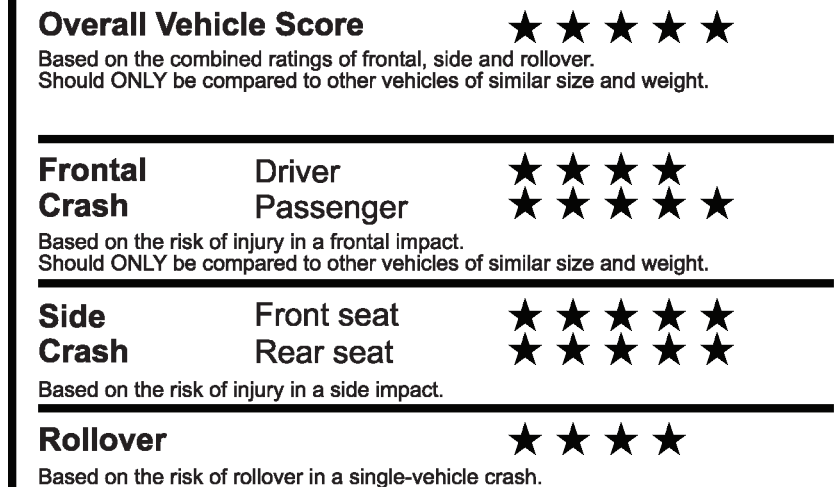 Overall Vehicle Score ★ ★ ★ ★ ★
Based on the combined ratings of frontal, side and rollover.
Should ONLY be compared to other vehicles of similar size and weight.
Frontal Driver ★ ★ ★ ★
Crash Passenger ★ ★ ★ ★ ★
Based on the risk of injury in a frontal impact.
Should ONLY be compared to other vehicles of similar size and weight.
Side Front seat ★ ★ ★ ★ ★
Crash Rear seat ★ ★ ★ ★ ★
Based on the risk of injury in a side impact.
Rollover ★ ★ ★ ★
Based on the risk of rollover in a single-vehicle crash.